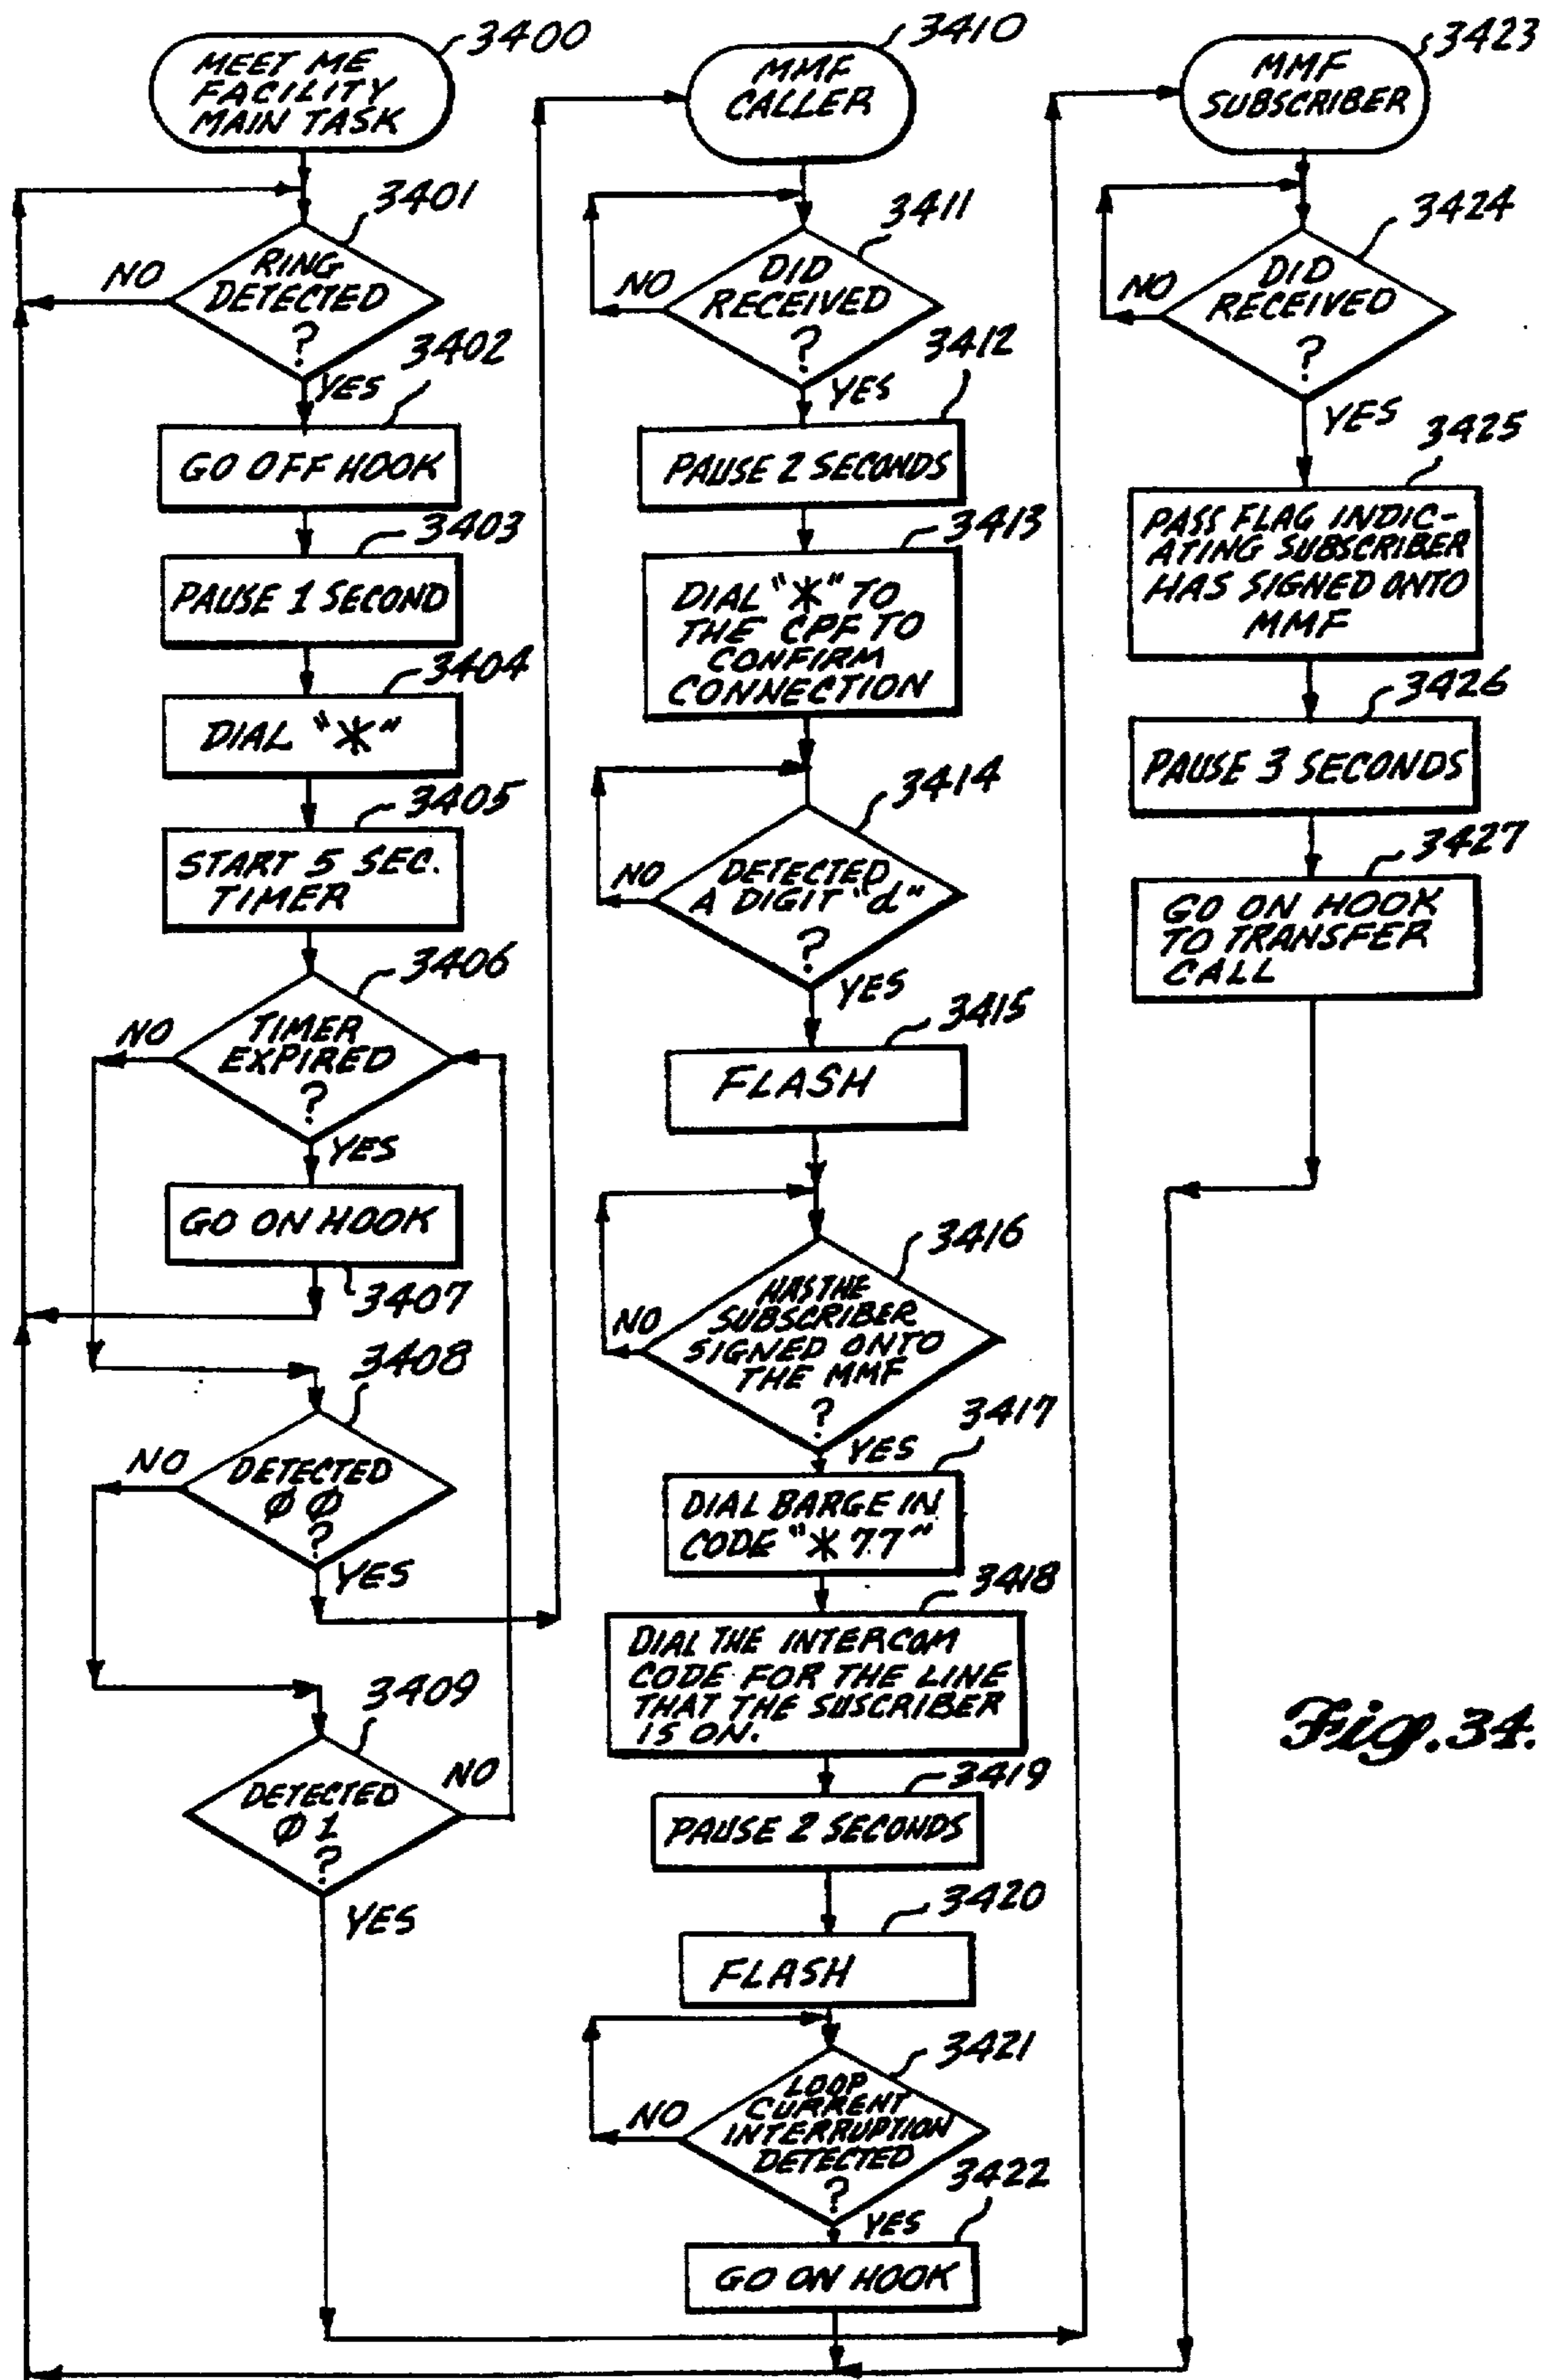 3400
MEET ME
FACILITY
MAIN TASK
3401
RING
DETECTED
?
NO
YES
3402
GO OFF HOOK
3403
PAUSE 1 SECOND
3404
DIAL "*"
3405
START 5 SEC.
TIMER
3406
TIMER
EXPIRED
?
NO
YES
GO ON HOOK
3407
3408
DETECTED
ØØ
?
NO
YES
3409
DETECTED
Ø1
?
NO
YES
3410
MMF
CALLER
3411
DID
RECEIVED
?
NO
YES
3412
PAUSE 2 SECONDS
3413
DIAL "*" TO
THE CPF TO
CONFIRM
CONNECTION
3414
DETECTED
A DIGIT "d"
?
NO
YES
3415
FLASH
3416
HAS THE
SUBSCRIBER
SIGNED ONTO
THE MMF
?
NO
YES
3417
DIAL BARGE IN
CODE "*77"
3418
DIAL THE INTERCOM
CODE FOR THE LINE
THAT THE SUSCRIBER
IS ON.
3419
PAUSE 2 SECONDS
3420
FLASH
3421
LOOP
CURRENT
INTERRUPTION
DETECTED
?
NO
YES
3422
GO ON HOOK
3423
MMF
SUBSCRIBER
3424
DID
RECEIVED
?
NO
YES
3425
PASS FLAG INDIC-
ATING SUBSCRIBER
HAS SIGNED ONTO
MMF
3426
PAUSE 3 SECONDS
3427
GO ON HOOK
TO TRANSFER
CALL
Fig. 34.